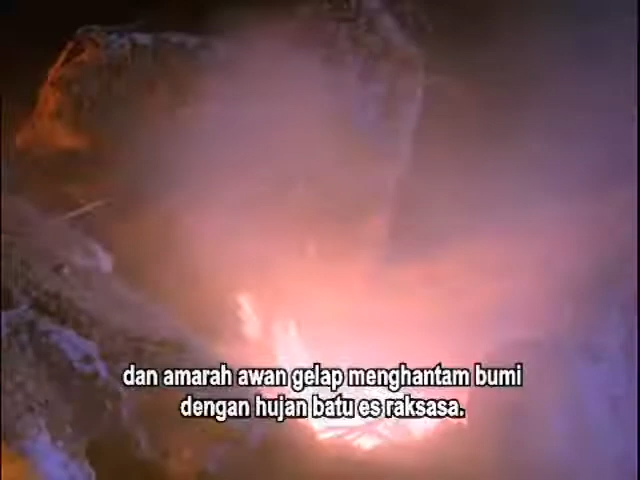 dan amarah awan gelap menghantam bumi
dengan hujan batu es raksasa.